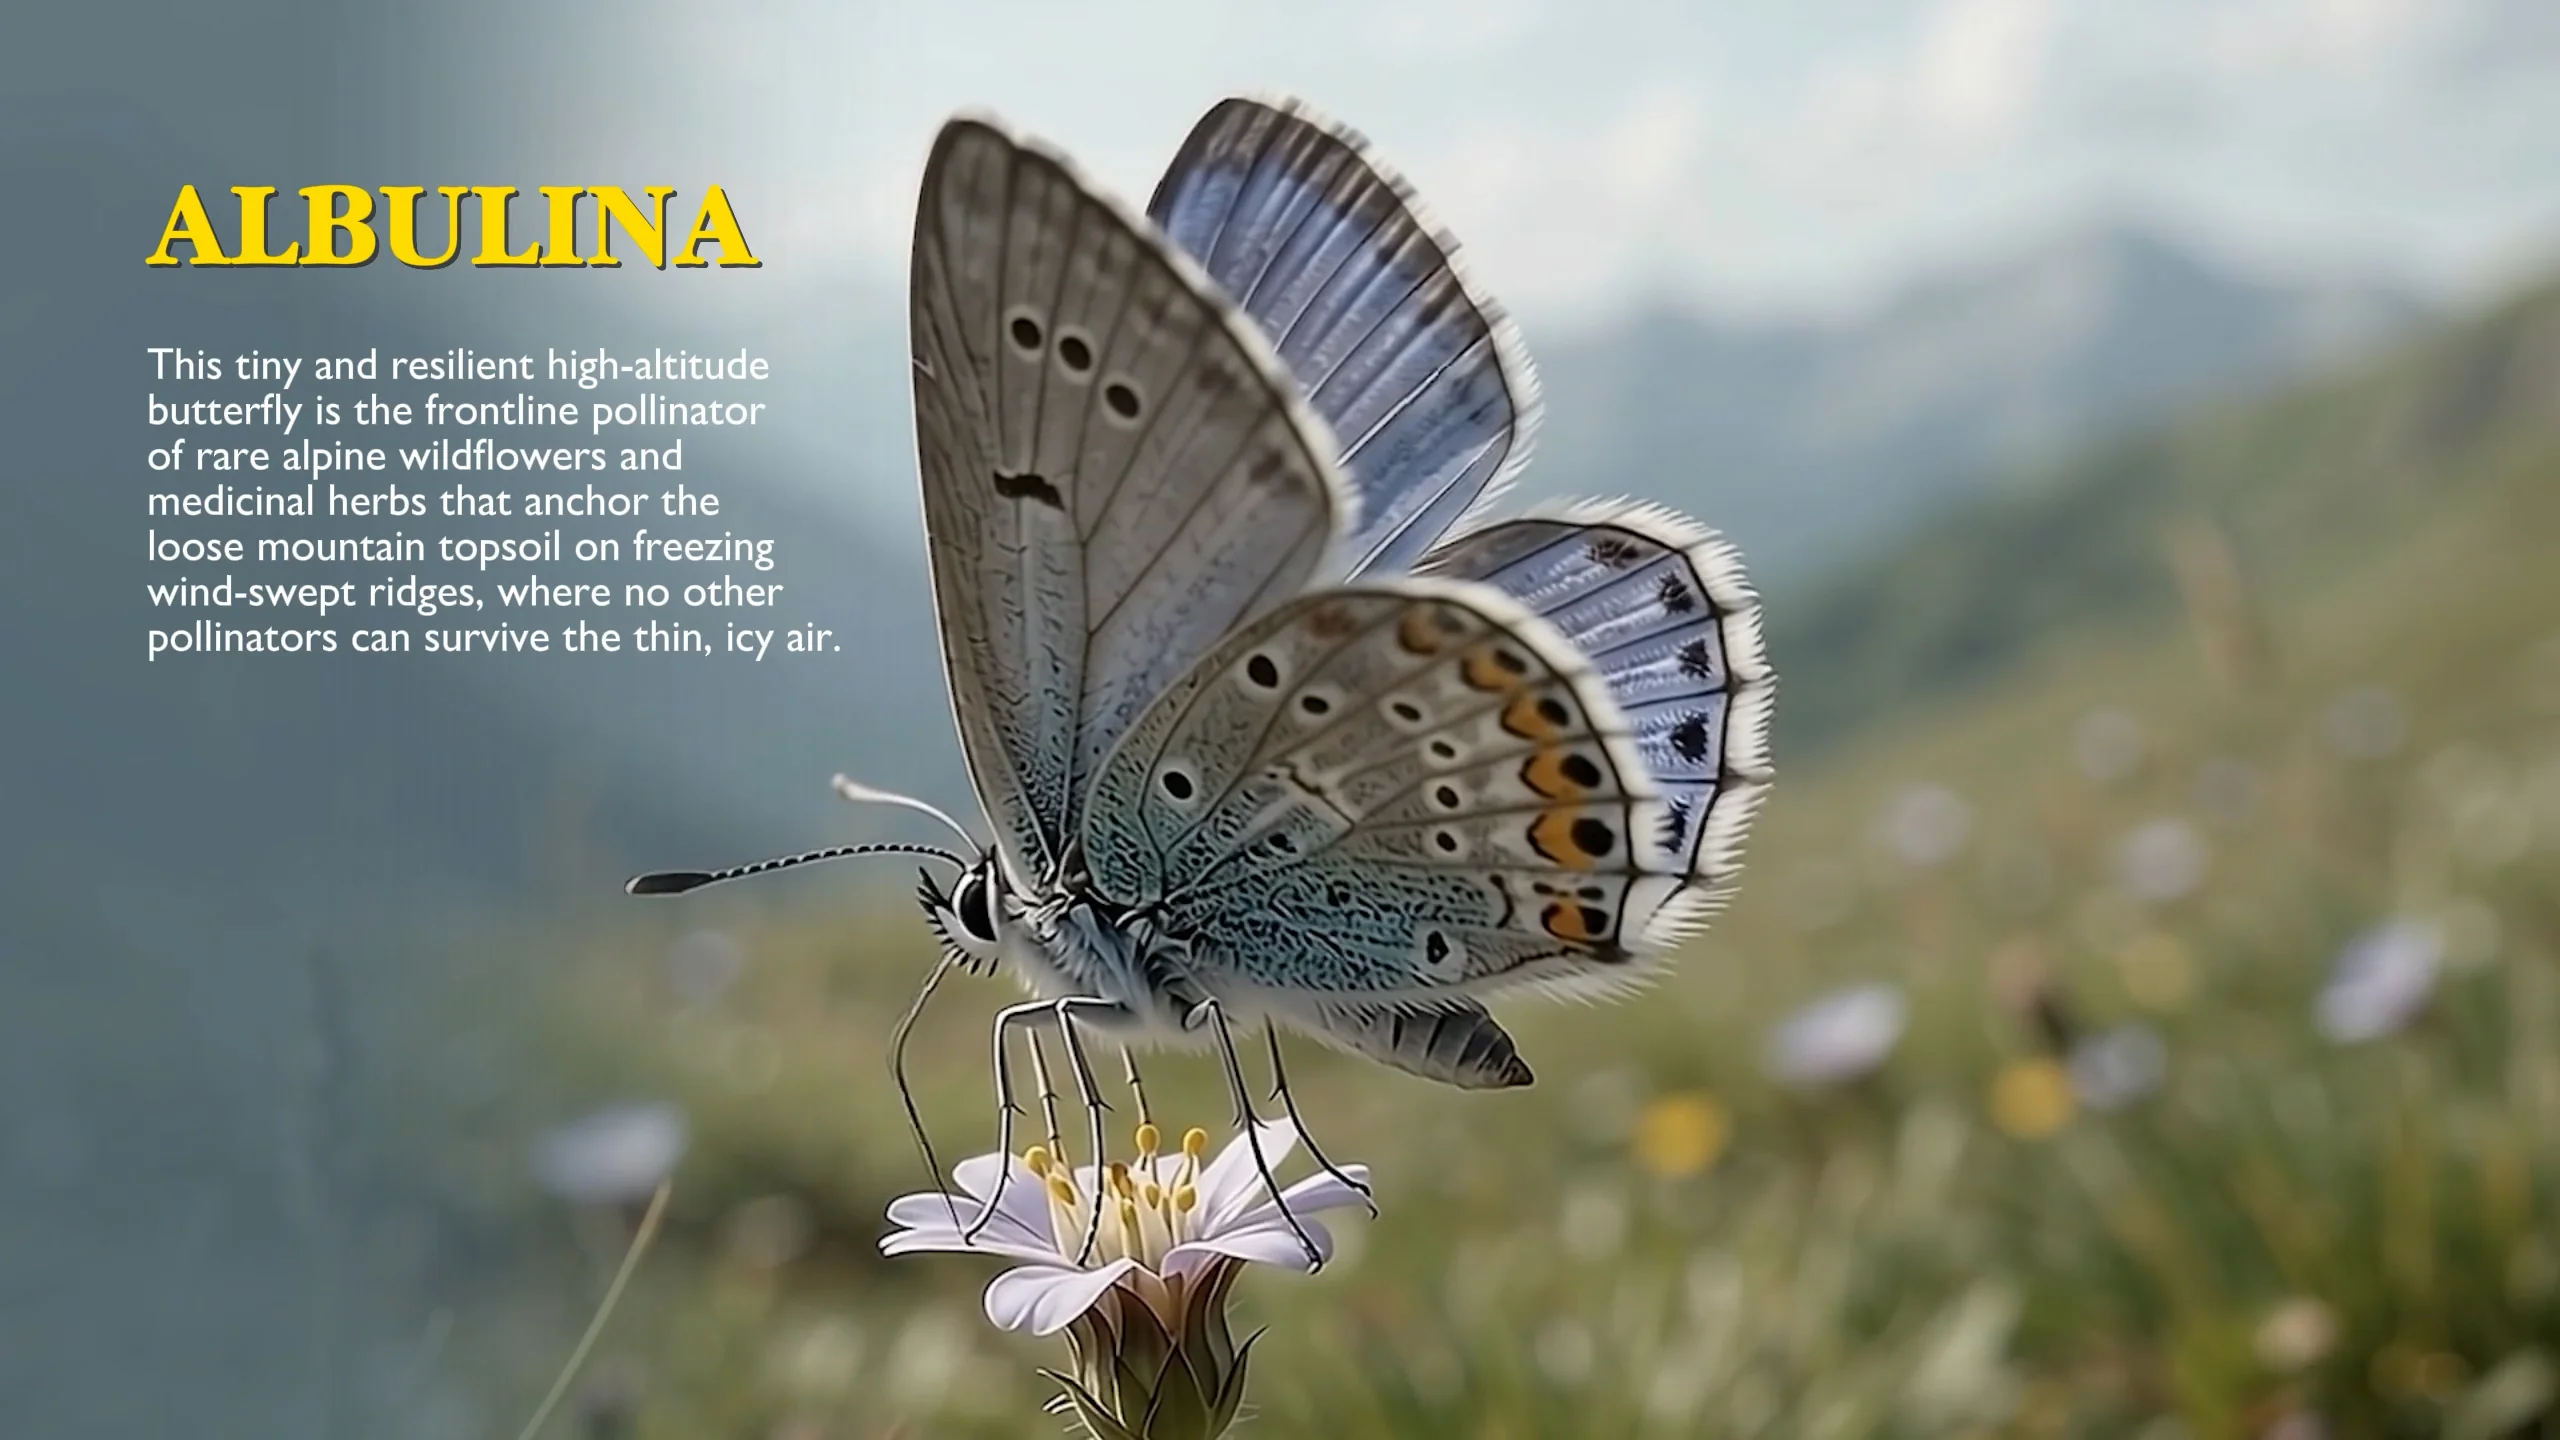 ALBULINA
This tiny and resilient high-altitude
butterfly is the frontline pollinator
of rare alpine wildflowers and
medicinal herbs that anchor the
loose mountain topsoil on freezing
wind-swept ridges, where no other
pollinators can survive the thin, icy air.